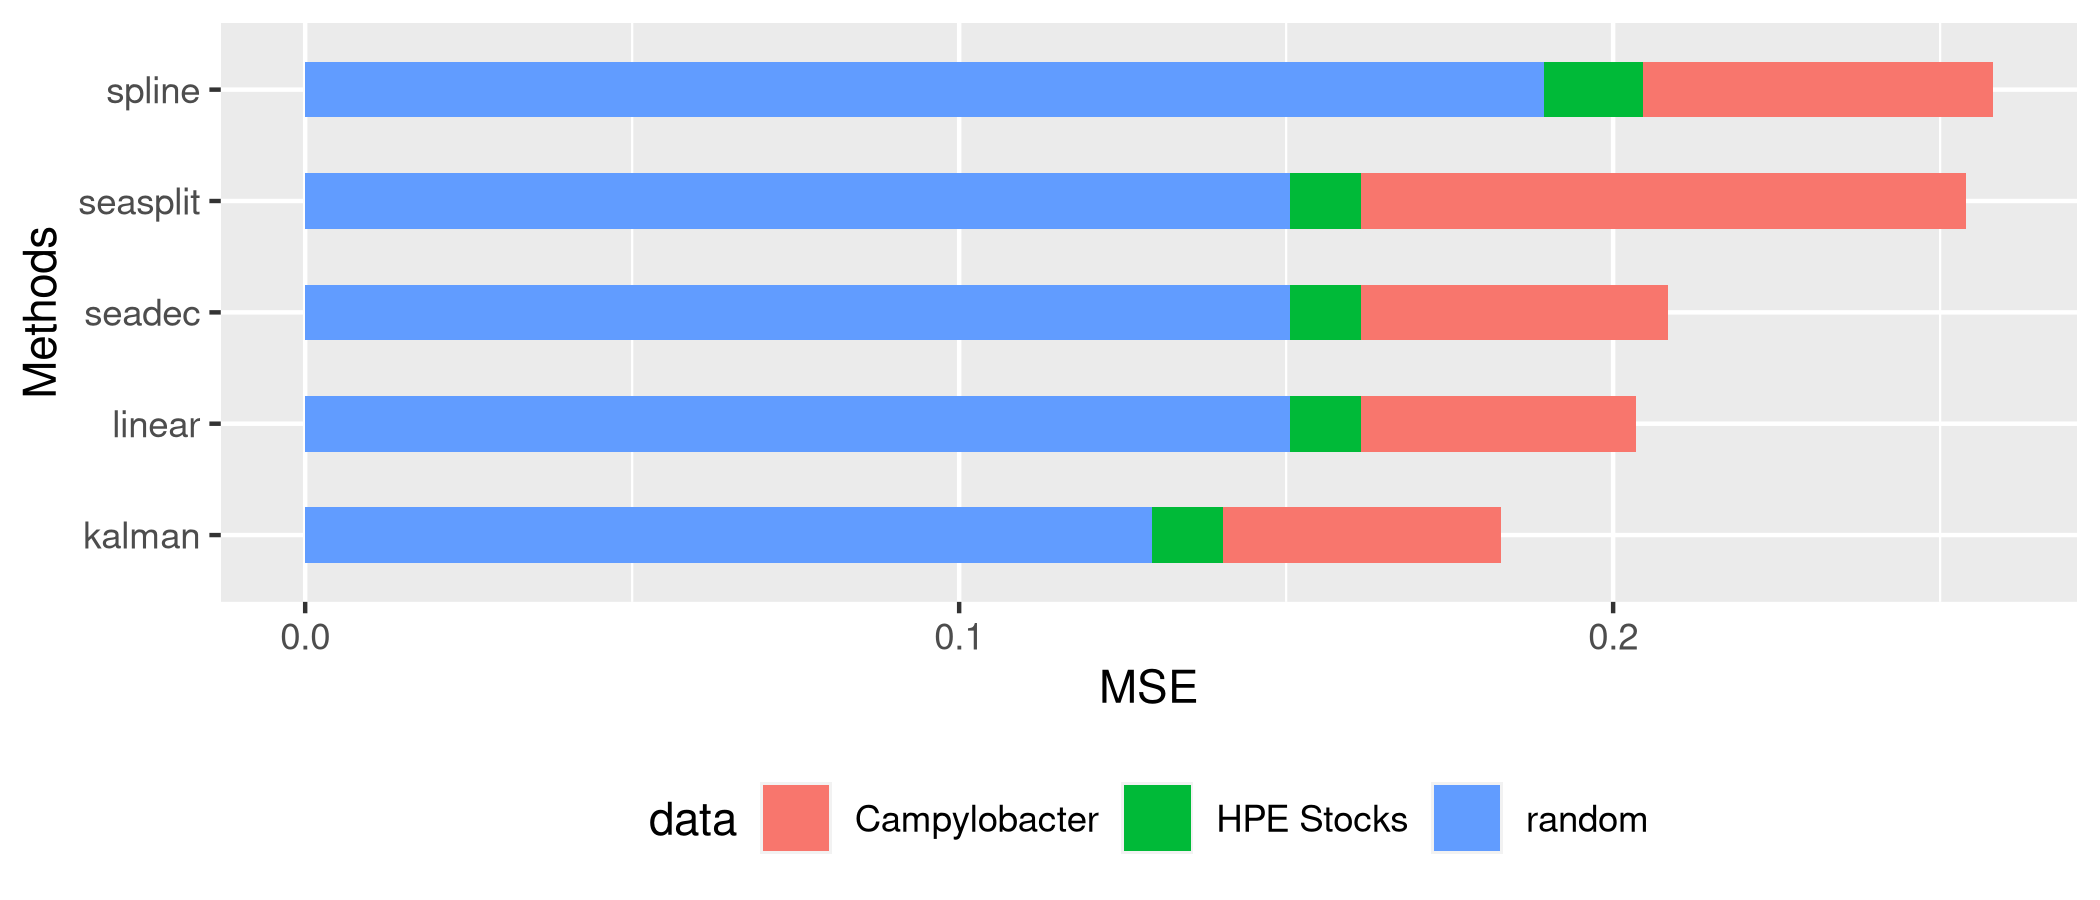 Methods
spline
seasplit
seadec
linear
kalman
0.0 0.1 0.2
MSE
data Campylobacter HPE Stocks random